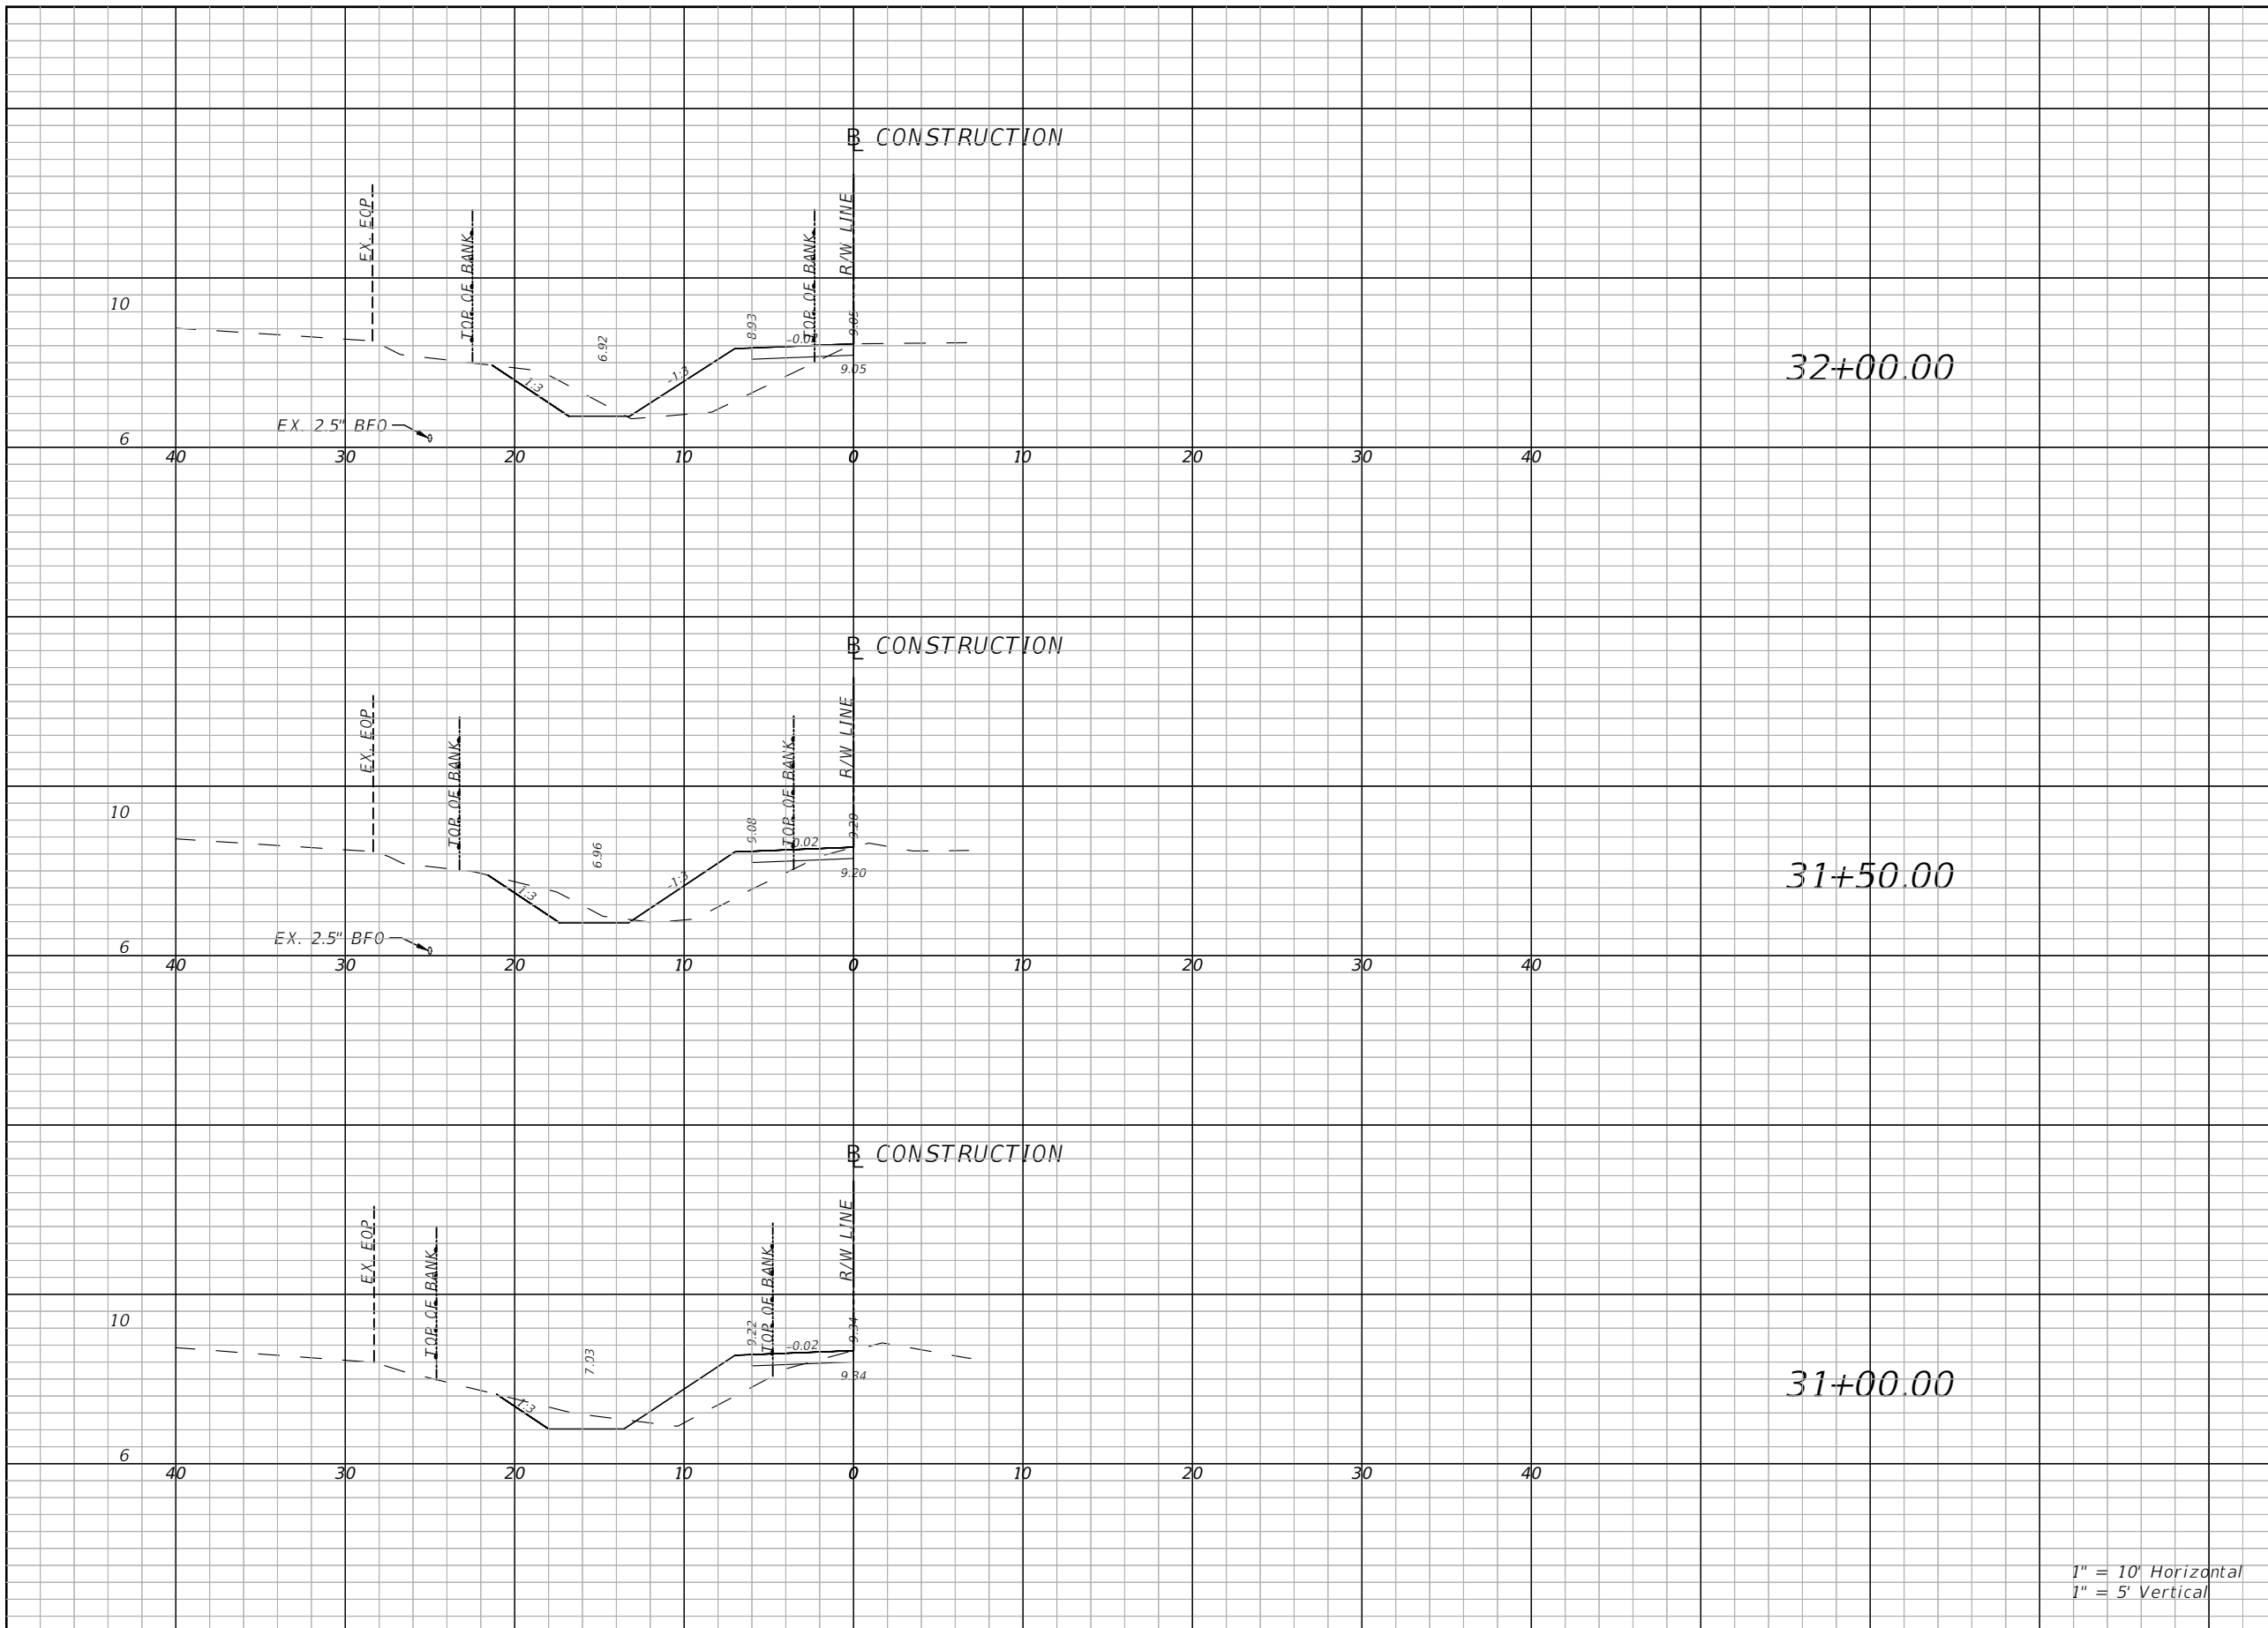 B CONSTRUCTION
EX. EOP
TOP OF BANK
TOP OF BANK
R/W LINE
10
8.93
-0.02
9.05
6.92
9.05
1:3
-1:3
32+00.00
EX. 2.5" BFO
6
40 30 20 10 0 10 20 30 40
B CONSTRUCTION
EX. EOP
TOP OF BANK
TOP OF BANK
R/W LINE
10
9.08
-0.02
9.20
6.96
9.20
1:3
-1:3
31+50.00
EX. 2.5" BFO
6
40 30 20 10 0 10 20 30 40
B CONSTRUCTION
EX. EOP
TOP OF BANK
TOP OF BANK
R/W LINE
10
9.22
-0.02
9.34
7.03
9.34
1:3
31+00.00
6
40 30 20 10 0 10 20 30 40
1" = 10' Horizontal
1" = 5' Vertical